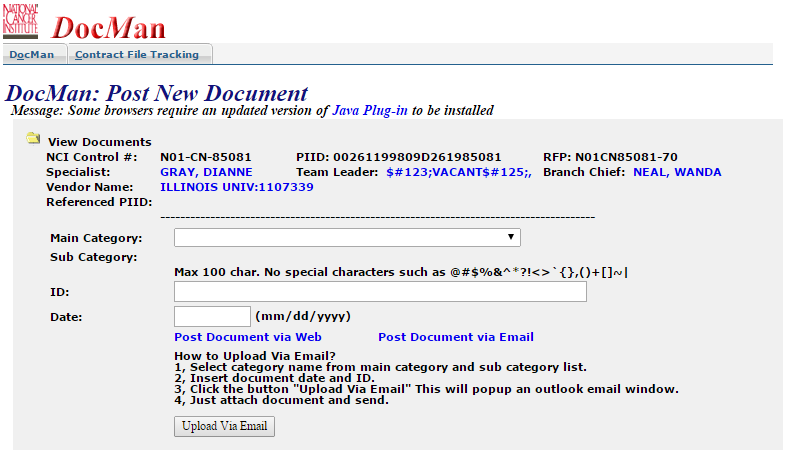 NATIONAL
CANCER
INSTITUTE
DocMan
DocMan Contract File Tracking
DocMan: Post New Document
Message: Some browsers require an updated version of Java Plug-in to be installed
View Documents
NCI Control #: N01-CN-85081 PIID: 00261199809D261985081 RFP: N01CN85081-70
Specialist: GRAY, DIANNE Team Leader: $#123;VACANT$#125;, Branch Chief: NEAL, WANDA
Vendor Name: ILLINOIS UNIV:1107339
Referenced PIID:
--------------------------------------------------------------------------------------
Main Category:
Sub Category:
Max 100 char. No special characters such as @#$%&^*?!<>`{},()+[]~|
ID:
Date: (mm/dd/yyyy)
Post Document via Web Post Document via Email
How to Upload Via Email?
1, Select category name from main category and sub category list.
2, Insert document date and ID.
3, Click the button "Upload Via Email" This will popup an outlook email window.
4, Just attach document and send.
Upload Via Email